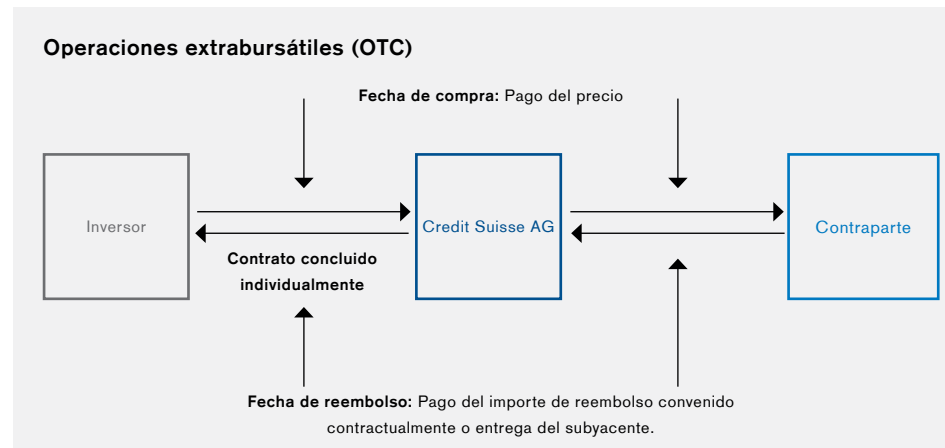 Operaciones extrabursátiles (OTC)
Fecha de compra: Pago del precio
Inversor
Credit Suisse AG
Contraparte
Contrato concluido
individualmente
Fecha de reembolso: Pago del importe de reembolso convenido
contractualmente o entrega del subyacente.